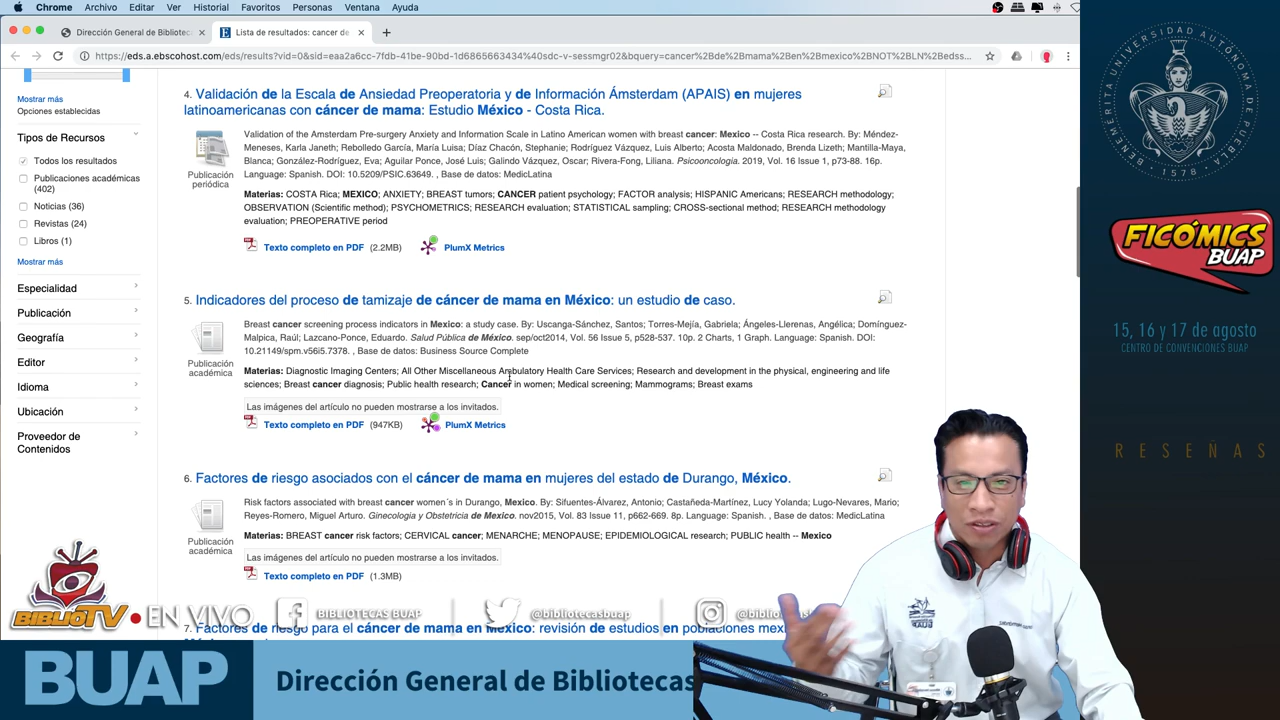 Chrome Archivo Editar Ver Historial Favoritos Personas Ventana Ayuda
Dirección General de Bibliotec × Lista de resultados: cancer de × +
https://eds.a.ebscohost.com/eds/results?vid=0&sid=eaa2a6cc-7fdb-41be-90bd-1d6865663434%40sdc-v-sessmgr02&bquery=cancer%2Bde%2Bmama%2Ben%2Bmexico%2BNOT%2BLN%2Bedss...
Mostrar más
Opciones establecidas
Tipos de Recursos
Todos los resultados
Publicaciones académicas
(402)
Noticias (36)
Revistas (24)
Libros (1)
Mostrar más
Especialidad
Publicación
Geografía
Editor
Idioma
Ubicación
Proveedor de
Contenidos
4. Validación de la Escala de Ansiedad Preoperatoria y de Información Ámsterdam (APAIS) en mujeres
latinoamericanas con cáncer de mama: Estudio México - Costa Rica.
Publicación
periódica
Validation of the Amsterdam Pre-surgery Anxiety and Information Scale in Latino American women with breast cancer: Mexico -- Costa Rica research. By: Méndez-
Meneses, Karla Janeth; Rebolledo García, María Luisa; Díaz Chacón, Stephanie; Rodríguez Vázquez, Luis Alberto; Acosta Maldonado, Brenda Lizeth; Mantilla-Maya,
Blanca; González-Rodríguez, Eva; Aguilar Ponce, José Luis; Galindo Vázquez, Oscar; Rivera-Fong, Liliana. Psicooncología. 2019, Vol. 16 Issue 1, p73-88. 16p.
Language: Spanish. DOI: 10.5209/PSIC.63649. , Base de datos: MedicLatina
Materias: COSTA Rica; MEXICO; ANXIETY; BREAST tumors; CANCER patient psychology; FACTOR analysis; HISPANIC Americans; RESEARCH methodology;
OBSERVATION (Scientific method); PSYCHOMETRICS; RESEARCH evaluation; STATISTICAL sampling; CROSS-sectional method; RESEARCH methodology
evaluation; PREOPERATIVE period
Texto completo en PDF (2.2MB) PlumX Metrics
5. Indicadores del proceso de tamizaje de cáncer de mama en México: un estudio de caso.
Publicación
académica
Breast cancer screening process indicators in Mexico: a study case. By: Uscanga-Sánchez, Santos; Torres-Mejía, Gabriela; Ángeles-Llerenas, Angélica; Domínguez-
Malpica, Raúl; Lazcano-Ponce, Eduardo. Salud Pública de México. sep/oct2014, Vol. 56 Issue 5, p528-537. 10p. 2 Charts, 1 Graph. Language: Spanish. DOI:
10.21149/spm.v56i5.7378. , Base de datos: Business Source Complete
Materias: Diagnostic Imaging Centers; All Other Miscellaneous Ambulatory Health Care Services; Research and development in the physical, engineering and life
sciences; Breast cancer diagnosis; Public health research; Cancer in women; Medical screening; Mammograms; Breast exams
Las imágenes del artículo no pueden mostrarse a los invitados.
Texto completo en PDF (947KB) PlumX Metrics
6. Factores de riesgo asociados con el cáncer de mama en mujeres del estado de Durango, México.
Publicación
académica
Risk factors associated with breast cancer women´s in Durango, Mexico. By: Sifuentes-Álvarez, Antonio; Castañeda-Martínez, Lucy Yolanda; Lugo-Nevares, Mario;
Reyes-Romero, Miguel Arturo. Ginecologia y Obstetricia de Mexico. nov2015, Vol. 83 Issue 11, p662-669. 8p. Language: Spanish. , Base de datos: MedicLatina
Materias: BREAST cancer risk factors; CERVICAL cancer; MENARCHE; MENOPAUSE; EPIDEMIOLOGICAL research; PUBLIC health -- Mexico
Las imágenes del artículo no pueden mostrarse a los invitados.
Texto completo en PDF (1.3MB)
7. Factores de riesgo para el cáncer de mama en México: revisión de estudios en poblaciones mexi
BENEMÉRITA UNIVERSIDAD AUTÓNOMA DE PUEBLA
1578
FICÓMICS
BUAP
15, 16 y 17 de agosto
CENTRO DE CONVENCIONES BUAP
RESEÑAS
BIBLIOTV EN VIVO BIBLIOTECAS BUAP @bibliotecasbuap @bibliotecas
BUAP Dirección General de Bibliotecas
BUAP